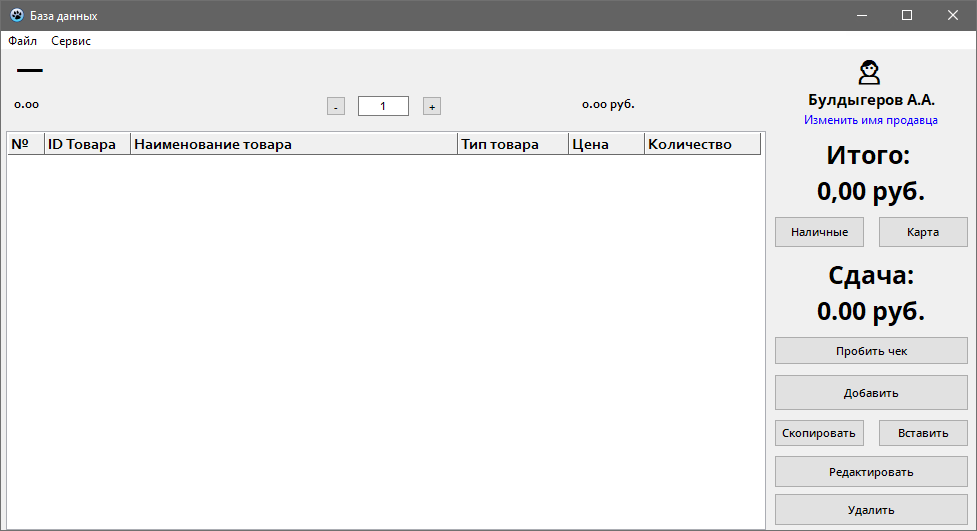 База данных
Файл Сервис
—
0.00 - 1 + 0.00 руб.
Булдыгеров А.А.
Изменить имя продавца
№ ID Товара Наименование товара Тип товара Цена Количество
Итого:
0,00 руб.
Наличные Карта
Сдача:
0.00 руб.
Пробить чек
Добавить
Скопировать Вставить
Редактировать
Удалить